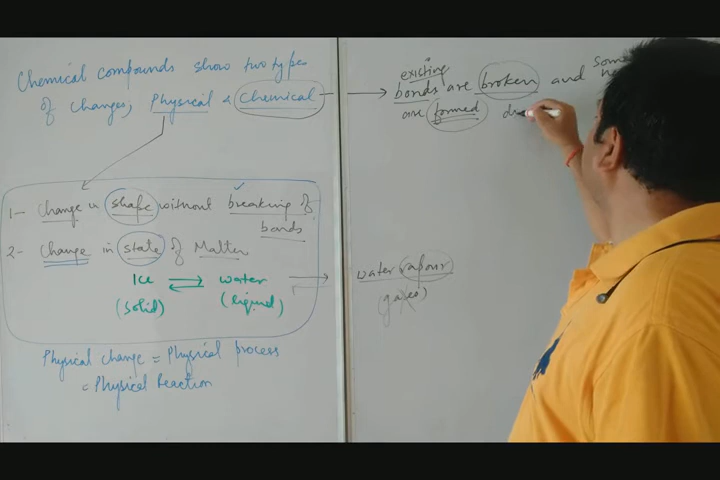 Chemical compounds show two type
of changes; Physical & Chemical
1- Change in shape without breaking of
bonds
2- Change in state of Matter
Ice ⇌ water
(Solid) (liquid)
Physical change = Physical process
= Physical Reaction
existing
bonds are broken and Some
are formed
water vapour
(gases)